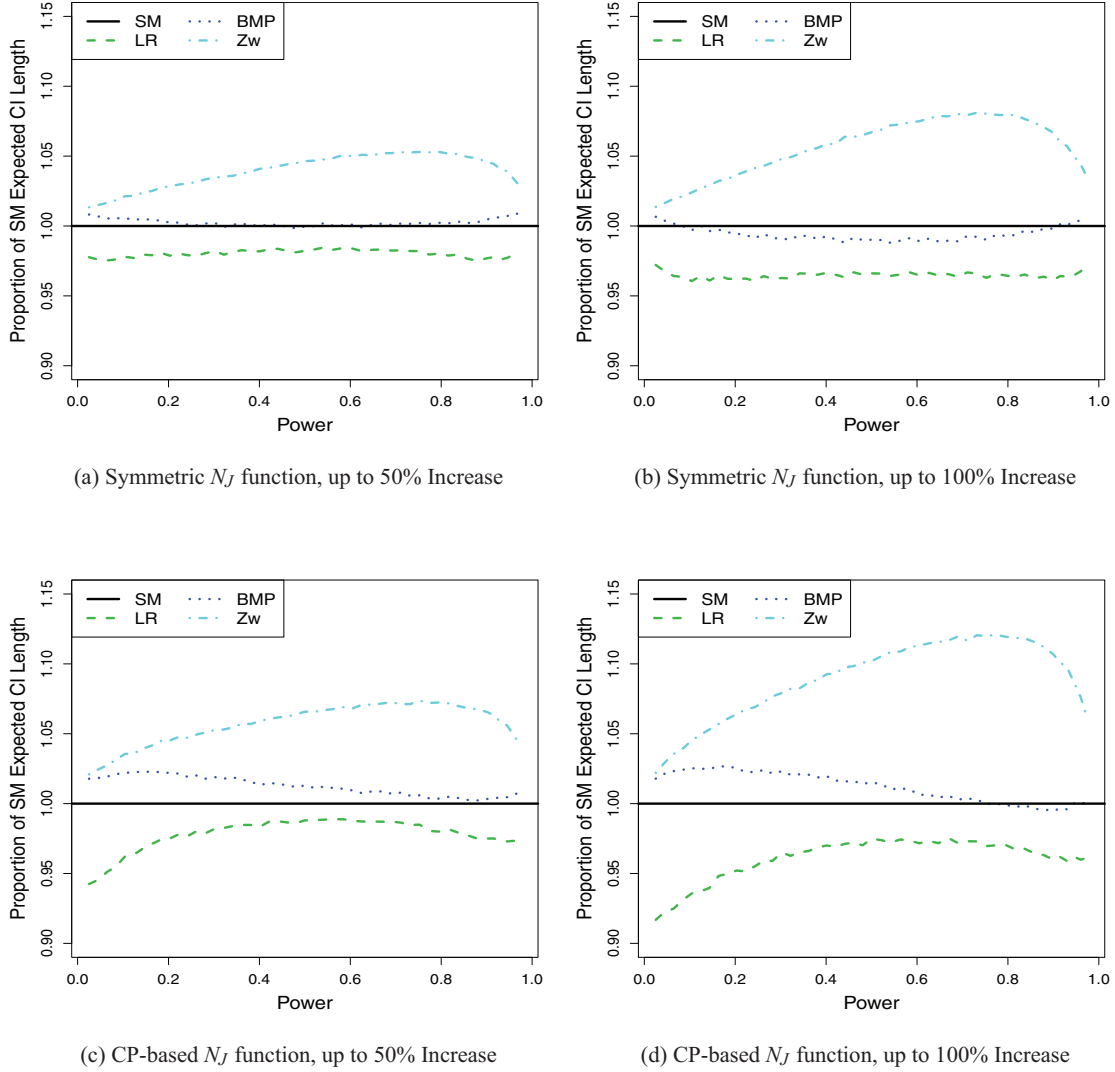 SM
BMP
LR
Zw
Proportion of SM Expected CI Length
0.90 0.95 1.00 1.05 1.10 1.15
0.0 0.2 0.4 0.6 0.8 1.0
Power
(a) Symmetric N_J function, up to 50% Increase
SM
BMP
LR
Zw
Proportion of SM Expected CI Length
0.90 0.95 1.00 1.05 1.10 1.15
0.0 0.2 0.4 0.6 0.8 1.0
Power
(b) Symmetric N_J function, up to 100% Increase
SM
BMP
LR
Zw
Proportion of SM Expected CI Length
0.90 0.95 1.00 1.05 1.10 1.15
0.0 0.2 0.4 0.6 0.8 1.0
Power
(c) CP-based N_J function, up to 50% Increase
SM
BMP
LR
Zw
Proportion of SM Expected CI Length
0.90 0.95 1.00 1.05 1.10 1.15
0.0 0.2 0.4 0.6 0.8 1.0
Power
(d) CP-based N_J function, up to 100% Increase